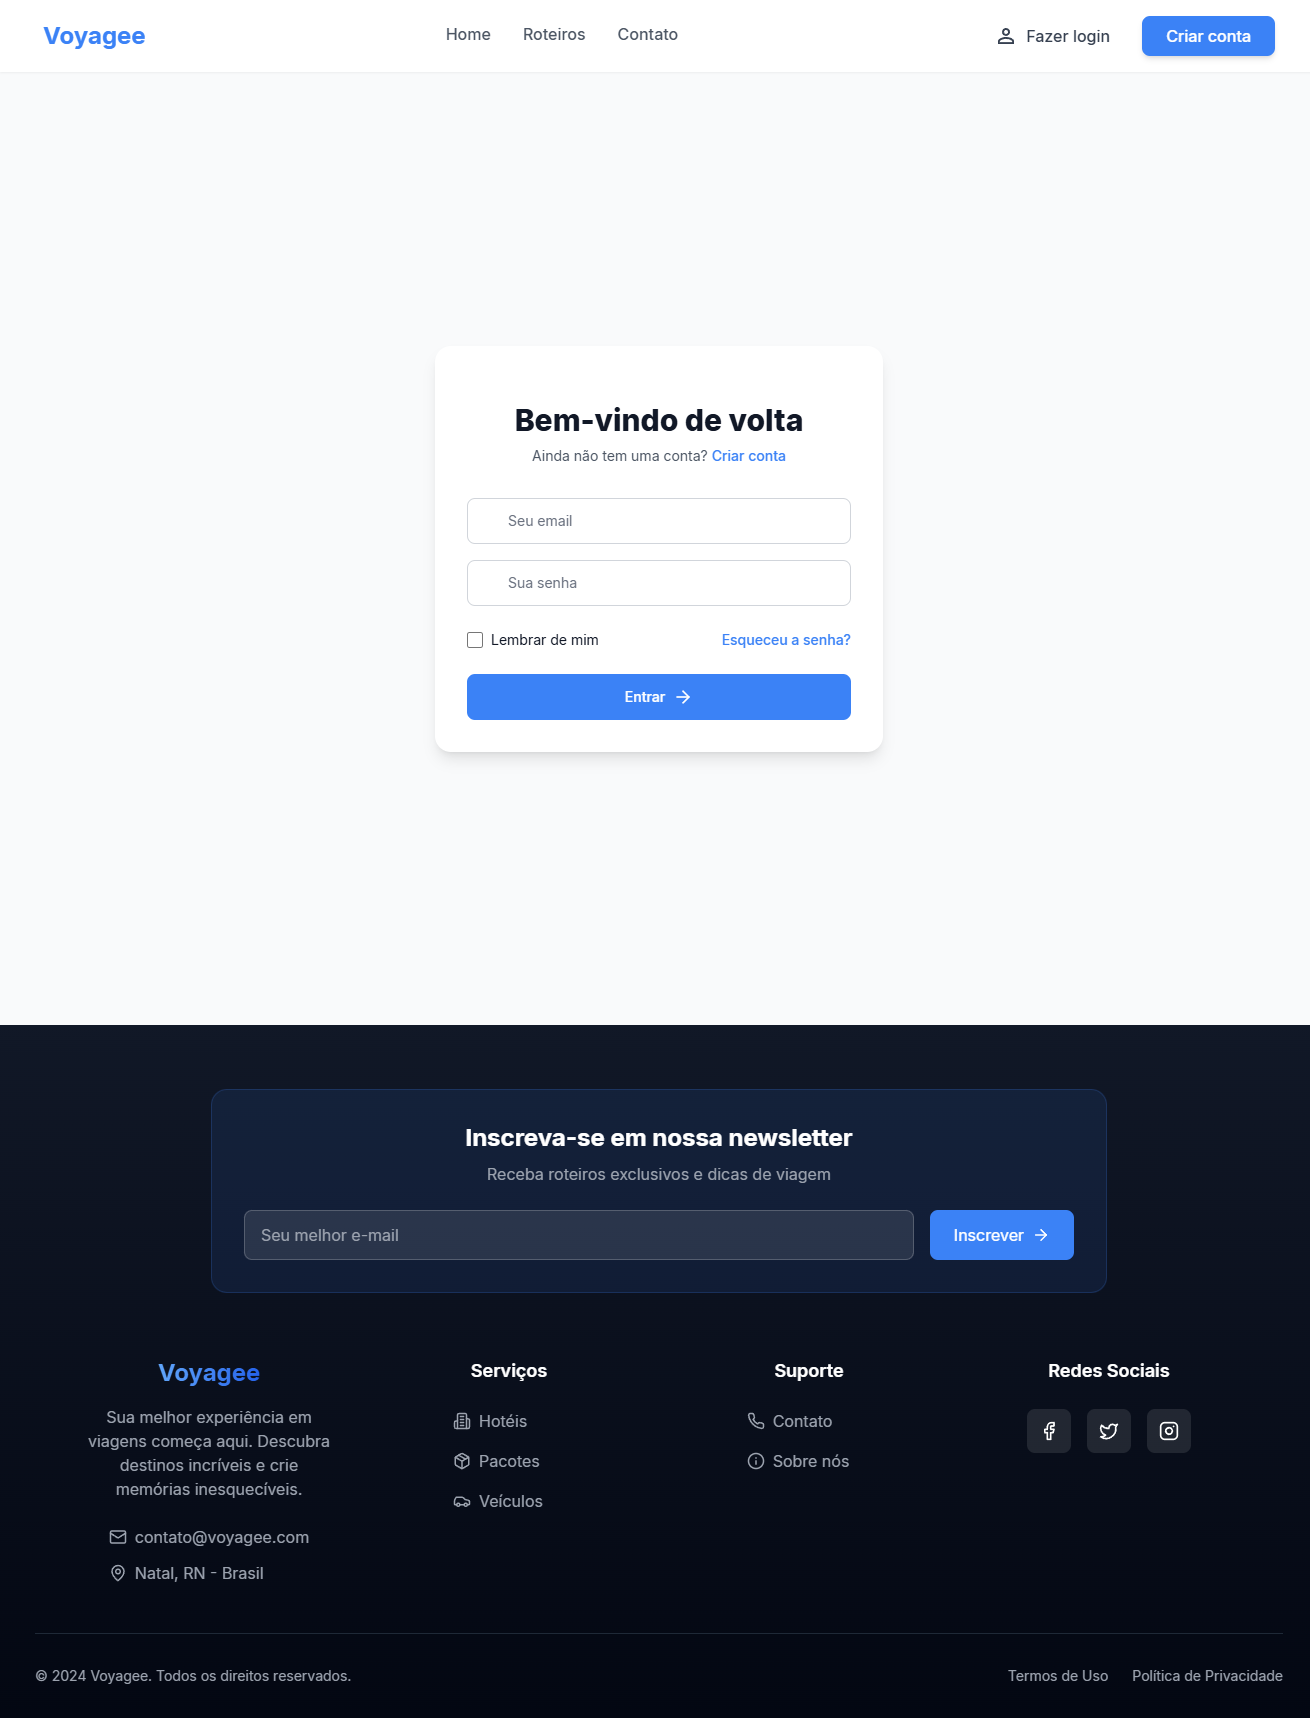 Voyagee
Home
Roteiros
Contato
Fazer login
Criar conta
Bem-vindo de volta
Ainda não tem uma conta? Criar conta
Seu email
Sua senha
Lembrar de mim
Esqueceu a senha?
Entrar
Inscreva-se em nossa newsletter
Receba roteiros exclusivos e dicas de viagem
Seu melhor e-mail
Inscrever
Voyagee
Sua melhor experiência em
viagens começa aqui. Descubra
destinos incríveis e crie
memórias inesquecíveis.
contato@voyagee.com
Natal, RN - Brasil
Serviços
Hotéis
Pacotes
Veículos
Suporte
Contato
Sobre nós
Redes Sociais
© 2024 Voyagee. Todos os direitos reservados.
Termos de Uso
Política de Privacidade